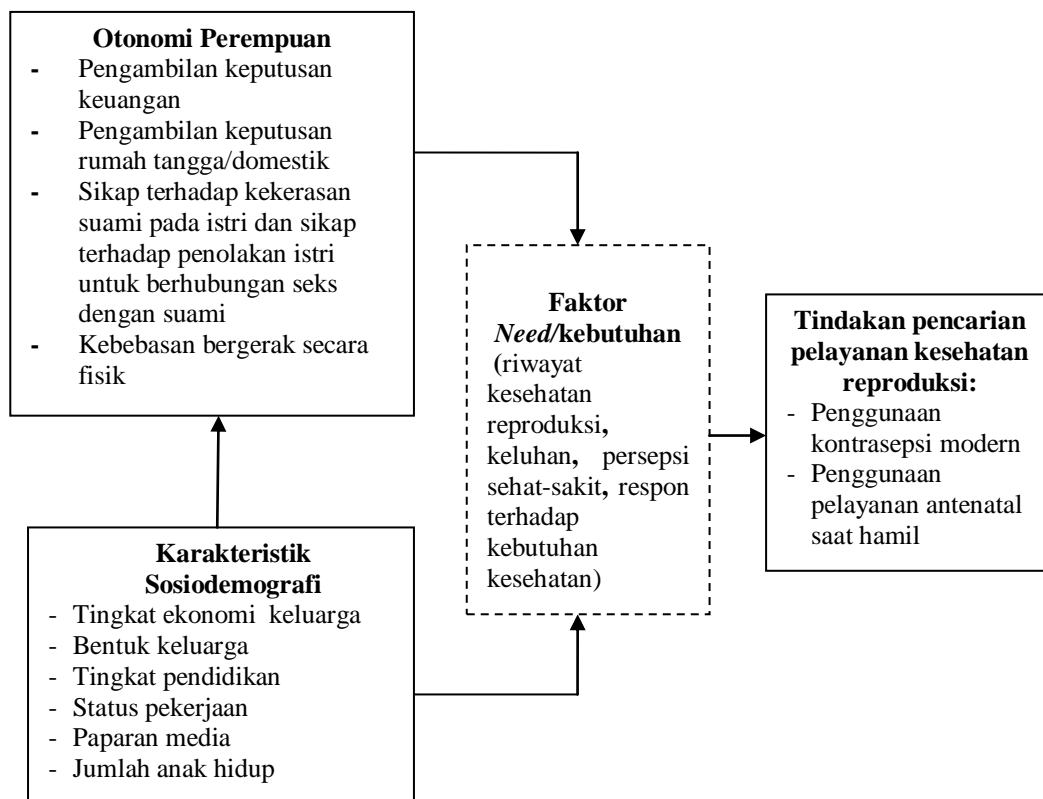 Otonomi Perempuan
- Pengambilan keputusan
keuangan
- Pengambilan keputusan
rumah tangga/domestik
- Sikap terhadap kekerasan
suami pada istri dan sikap
terhadap penolakan istri
untuk berhubungan seks
dengan suami
- Kebebasan bergerak secara
fisik
Karakteristik
Sosiodemografi
- Tingkat ekonomi keluarga
- Bentuk keluarga
- Tingkat pendidikan
- Status pekerjaan
- Paparan media
- Jumlah anak hidup
Faktor
Need/kebutuhan
(riwayat
kesehatan
reproduksi,
keluhan, persepsi
sehat-sakit, respon
terhadap
kebutuhan
kesehatan)
Tindakan pencarian
pelayanan kesehatan
reproduksi:
- Penggunaan
kontrasepsi modern
- Penggunaan
pelayanan antenatal
saat hamil